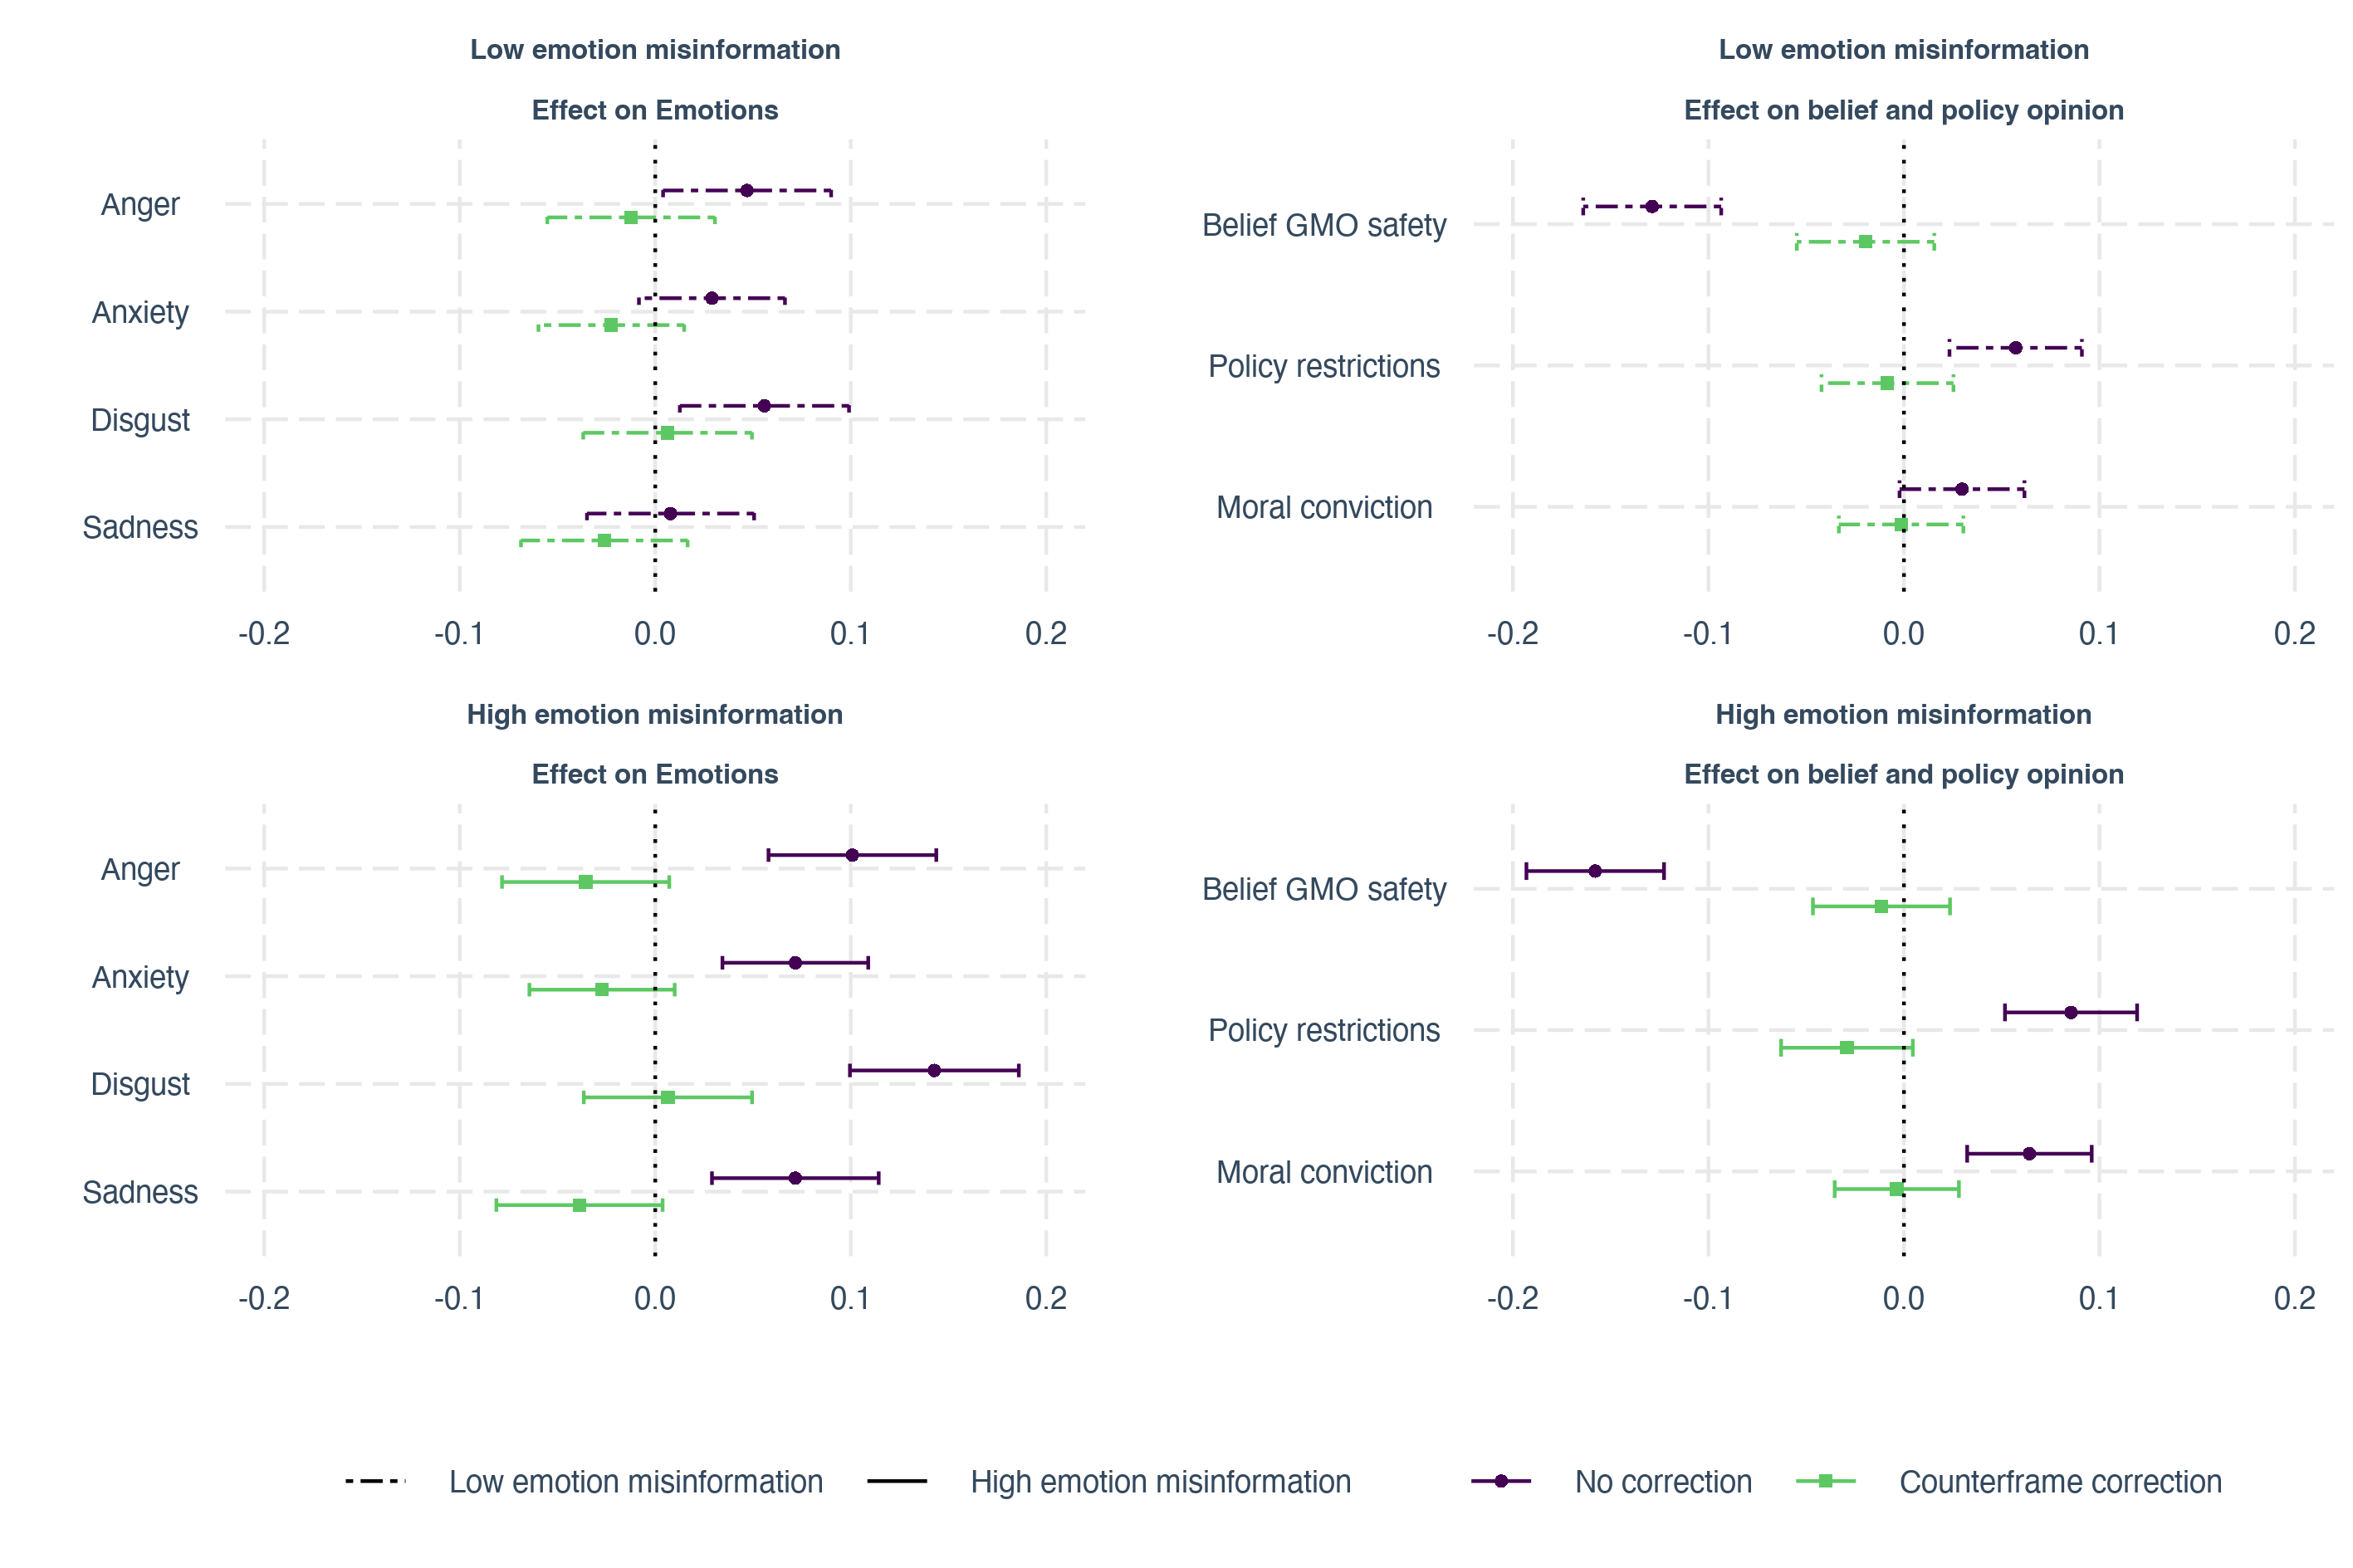 Low emotion misinformation
Effect on Emotions
Anger
Anxiety
Disgust
Sadness
-0.2 -0.1 0.0 0.1 0.2
Low emotion misinformation
Effect on belief and policy opinion
Belief GMO safety
Policy restrictions
Moral conviction
-0.2 -0.1 0.0 0.1 0.2
High emotion misinformation
Effect on Emotions
Anger
Anxiety
Disgust
Sadness
-0.2 -0.1 0.0 0.1 0.2
High emotion misinformation
Effect on belief and policy opinion
Belief GMO safety
Policy restrictions
Moral conviction
-0.2 -0.1 0.0 0.1 0.2
Low emotion misinformation High emotion misinformation No correction Counterframe correction